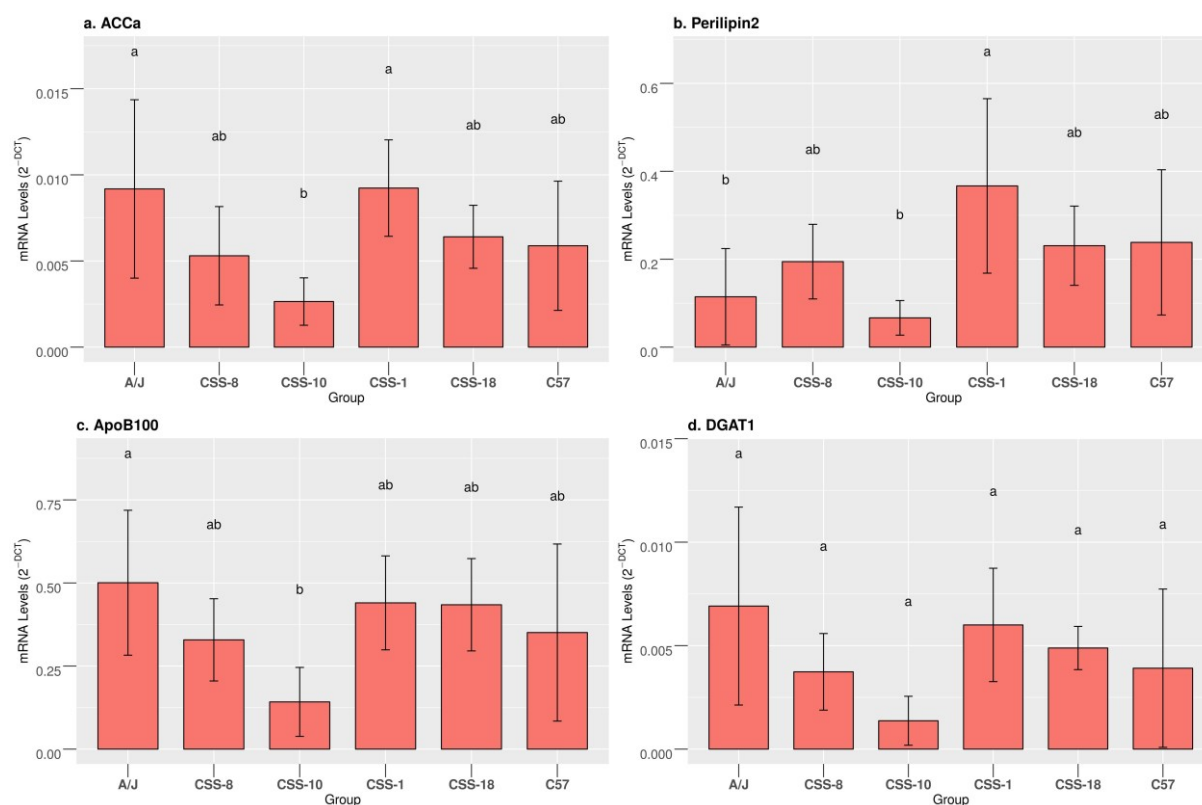 a. ACCa
mRNA Levels (2^-DCT)
0.015
0.010
0.005
0.000
a
ab
b
a
ab
ab
A/J
CSS-8
CSS-10
CSS-1
CSS-18
C57
Group
b. Perilipin2
mRNA Levels (2^-DCT)
0.6
0.4
0.2
0.0
b
ab
b
a
ab
ab
A/J
CSS-8
CSS-10
CSS-1
CSS-18
C57
Group
c. ApoB100
mRNA Levels (2^-DCT)
0.75
0.50
0.25
0.00
a
ab
b
ab
ab
ab
A/J
CSS-8
CSS-10
CSS-1
CSS-18
C57
Group
d. DGAT1
mRNA Levels (2^-DCT)
0.015
0.010
0.005
0.000
a
a
a
a
a
a
A/J
CSS-8
CSS-10
CSS-1
CSS-18
C57
Group